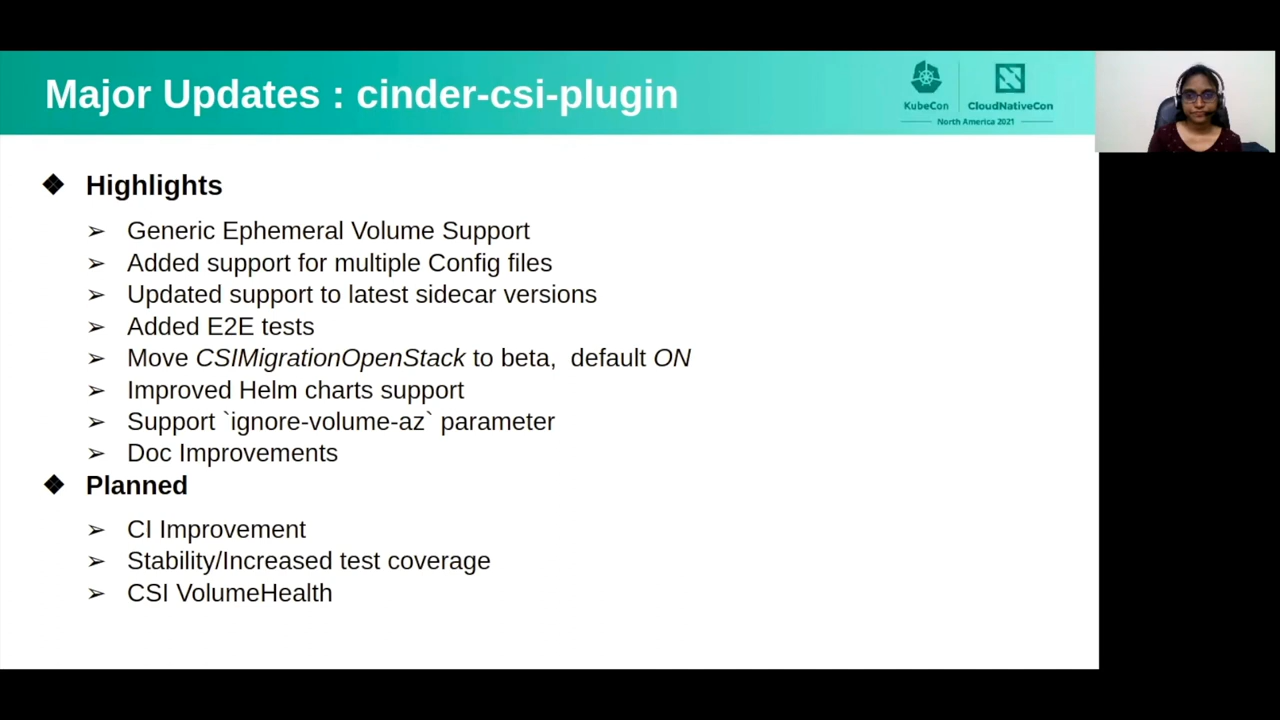 Major Updates : cinder-csi-plugin
KubeCon
CloudNativeCon
North America 2021
❖ Highlights
➢ Generic Ephemeral Volume Support
➢ Added support for multiple Config files
➢ Updated support to latest sidecar versions
➢ Added E2E tests
➢ Move CSIMigrationOpenStack to beta,  default ON
➢ Improved Helm charts support
➢ Support `ignore-volume-az` parameter
➢ Doc Improvements
❖ Planned
➢ CI Improvement
➢ Stability/Increased test coverage
➢ CSI VolumeHealth